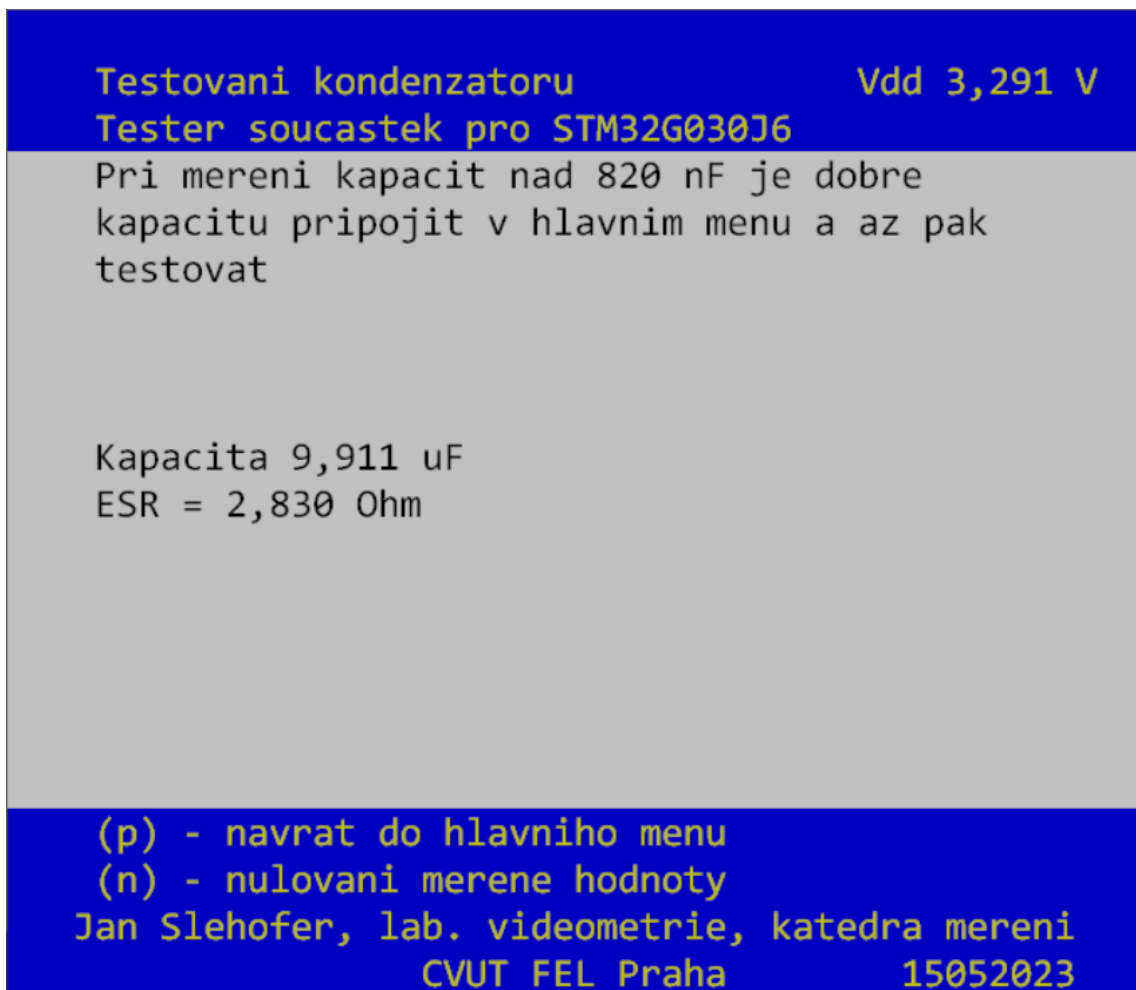 Testovani kondenzatoru Vdd 3,291 V
Tester soucastek pro STM32G030J6
Pri mereni kapacit nad 820 nF je dobre
kapacitu pripojit v hlavnim menu a az pak
testovat
Kapacita 9,911 uF
ESR = 2,830 Ohm
(p) - navrat do hlavniho menu
(n) - nulovani merene hodnoty
Jan Slehofer, lab. videometrie, katedra mereni
CVUT FEL Praha 15052023